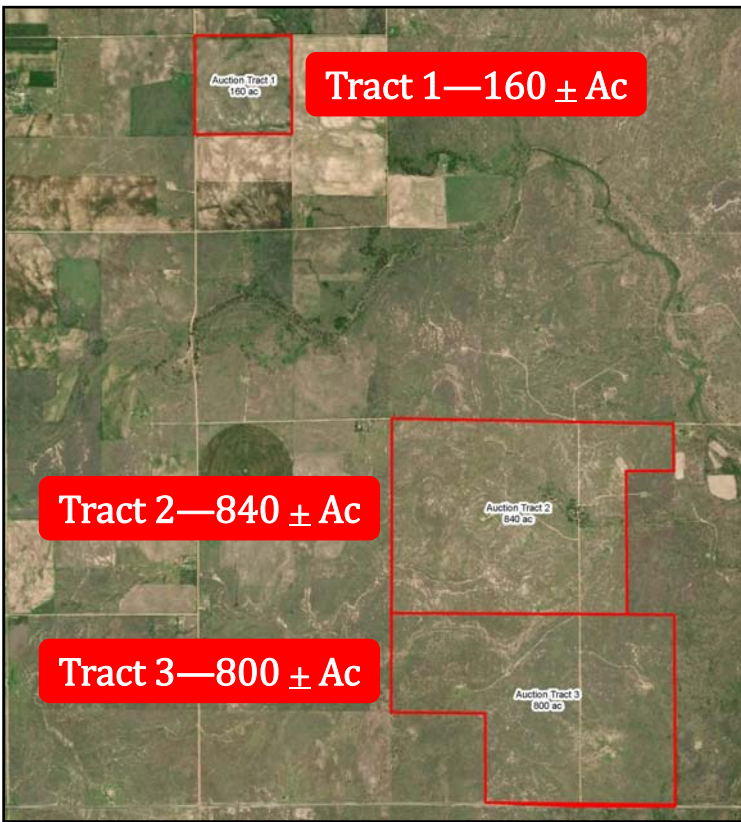 Auction Tract 1
160 ac
Tract 1—160 ± Ac
Tract 2—840 ± Ac
Auction Tract 2
840 ac
Tract 3—800 ± Ac
Auction Tract 3
800 ac